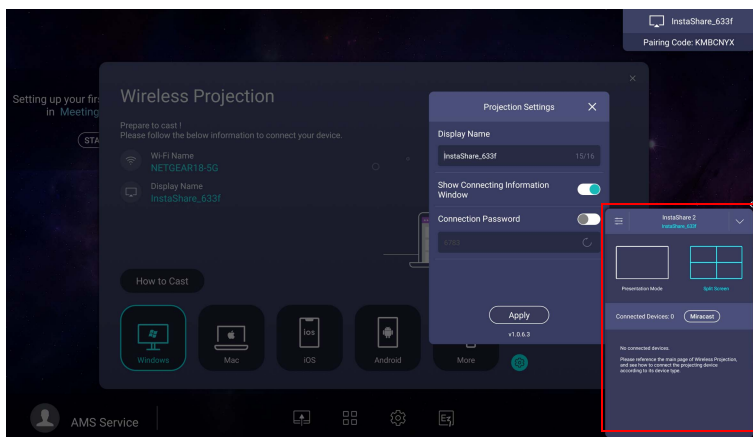 InstaShare_633f
Pairing Code: KMBCNYX
Setting up your fir
in Meeting
STA
Wireless Projection
Prepare to cast !
Please follow the below information to connect your device.
Wi-Fi Name
NETGEAR18-5G
Display Name
InstaShare_633f
How to Cast
Windows
Mac
iOS
iOS
Android
More
Projection Settings
Display Name
InstaShare_633f
15/16
Show Connecting Information
Window
Connection Password
Apply
v1.0.6.3
InstaShare 2
InstaShare_633f
Presentation Mode
Split Screen
Connected Devices: 0
Miracast
No connected devices.
Please reference the main page of Wireless Projection,
and see how to connect the projecting device
according to its device type.
AMS Service